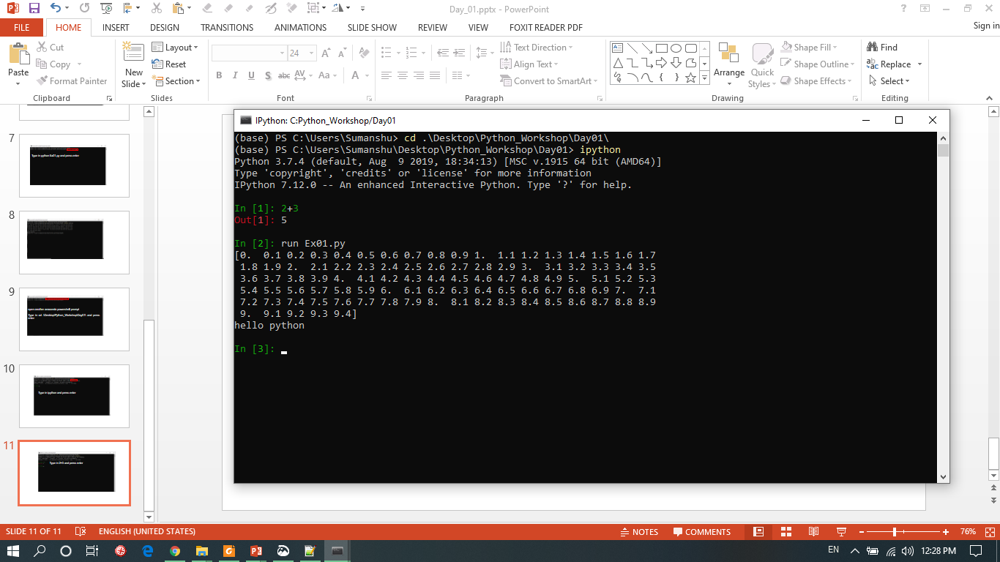 Day_01.pptx - PowerPoint
FILE HOME INSERT DESIGN TRANSITIONS ANIMATIONS SLIDE SHOW REVIEW VIEW FOXIT READER PDF Sign in
Paste
Cut
Copy
Format Painter
Clipboard
New Slide
Layout
Reset
Section
Slides
24
B I U S abc AV Aa A
Font
Text Direction
Align Text
Convert to SmartArt
Paragraph
Arrange
Quick Styles
Shape Fill
Shape Outline
Shape Effects
Drawing
Find
Replace
Select
Editing
7
Type in python Ex01.py and press enter
8
9
open another anaconda powershell prompt
Type in cd .\Desktop\Python_Workshop\Day01\ and press enter
10
Type in ipython and press enter
11
Type in 2+3 and press enter
IPython: C:Python_Workshop/Day01
(base) PS C:\Users\Sumanshu> cd .\Desktop\Python_Workshop\Day01\
(base) PS C:\Users\Sumanshu\Desktop\Python_Workshop\Day01> ipython
Python 3.7.4 (default, Aug  9 2019, 18:34:13) [MSC v.1915 64 bit (AMD64)]
Type 'copyright', 'credits' or 'license' for more information
IPython 7.12.0 -- An enhanced Interactive Python. Type '?' for help.
In [1]: 2+3
Out[1]: 5
In [2]: run Ex01.py
[0.  0.1 0.2 0.3 0.4 0.5 0.6 0.7 0.8 0.9 1.  1.1 1.2 1.3 1.4 1.5 1.6 1.7
1.8 1.9 2.  2.1 2.2 2.3 2.4 2.5 2.6 2.7 2.8 2.9 3.  3.1 3.2 3.3 3.4 3.5
3.6 3.7 3.8 3.9 4.  4.1 4.2 4.3 4.4 4.5 4.6 4.7 4.8 4.9 5.  5.1 5.2 5.3
5.4 5.5 5.6 5.7 5.8 5.9 6.  6.1 6.2 6.3 6.4 6.5 6.6 6.7 6.8 6.9 7.  7.1
7.2 7.3 7.4 7.5 7.6 7.7 7.8 7.9 8.  8.1 8.2 8.3 8.4 8.5 8.6 8.7 8.8 8.9
9.  9.1 9.2 9.3 9.4]
hello python
In [3]:
SLIDE 11 OF 11 ENGLISH (UNITED STATES) NOTES COMMENTS 76%
EN 12:28 PM